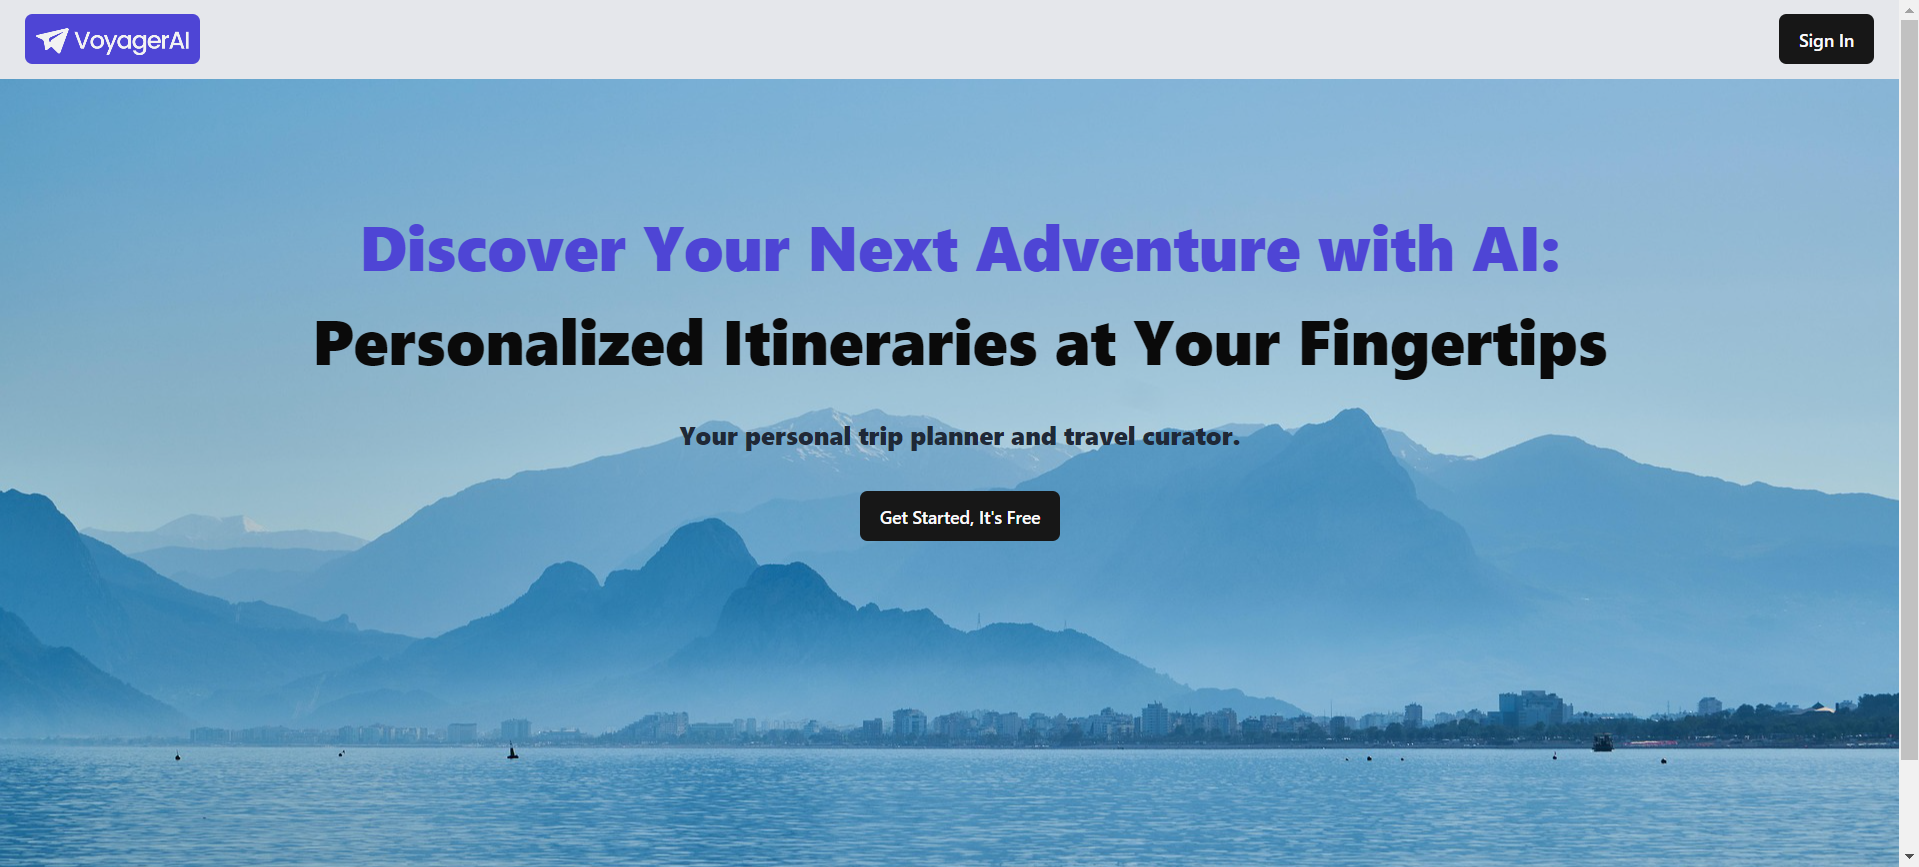 VoyagerAI
Sign In
Discover Your Next Adventure with AI:
Personalized Itineraries at Your Fingertips
Your personal trip planner and travel curator.
Get Started, It's Free